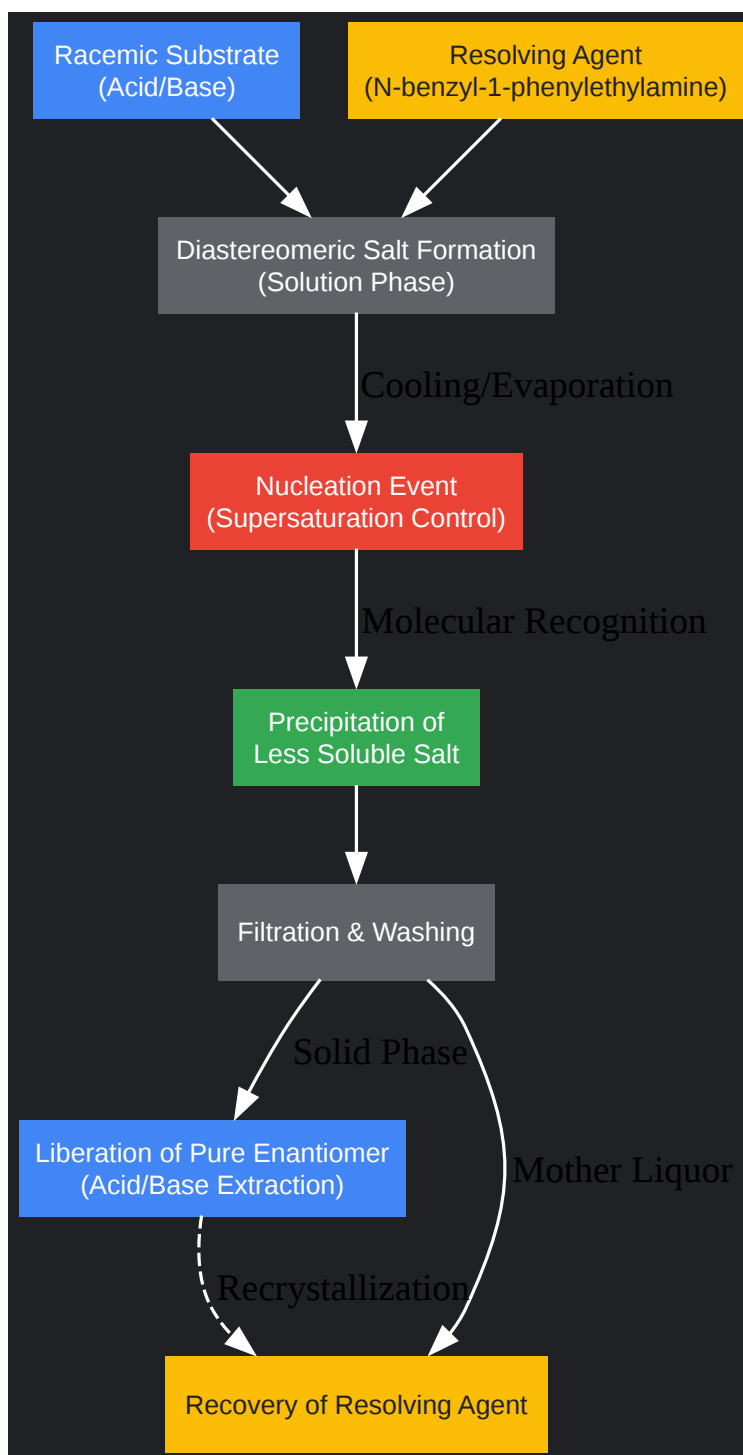 Racemic Substrate
(Acid/Base)
Resolving Agent
(N-benzyl-1-phenylethylamine)
Diastereomeric Salt Formation
(Solution Phase)
Cooling/Evaporation
Nucleation Event
(Supersaturation Control)
Molecular Recognition
Precipitation of
Less Soluble Salt
Filtration & Washing
Solid Phase
Liberation of Pure Enantiomer
(Acid/Base Extraction)
Mother Liquor
Recrystallization
Recovery of Resolving Agent